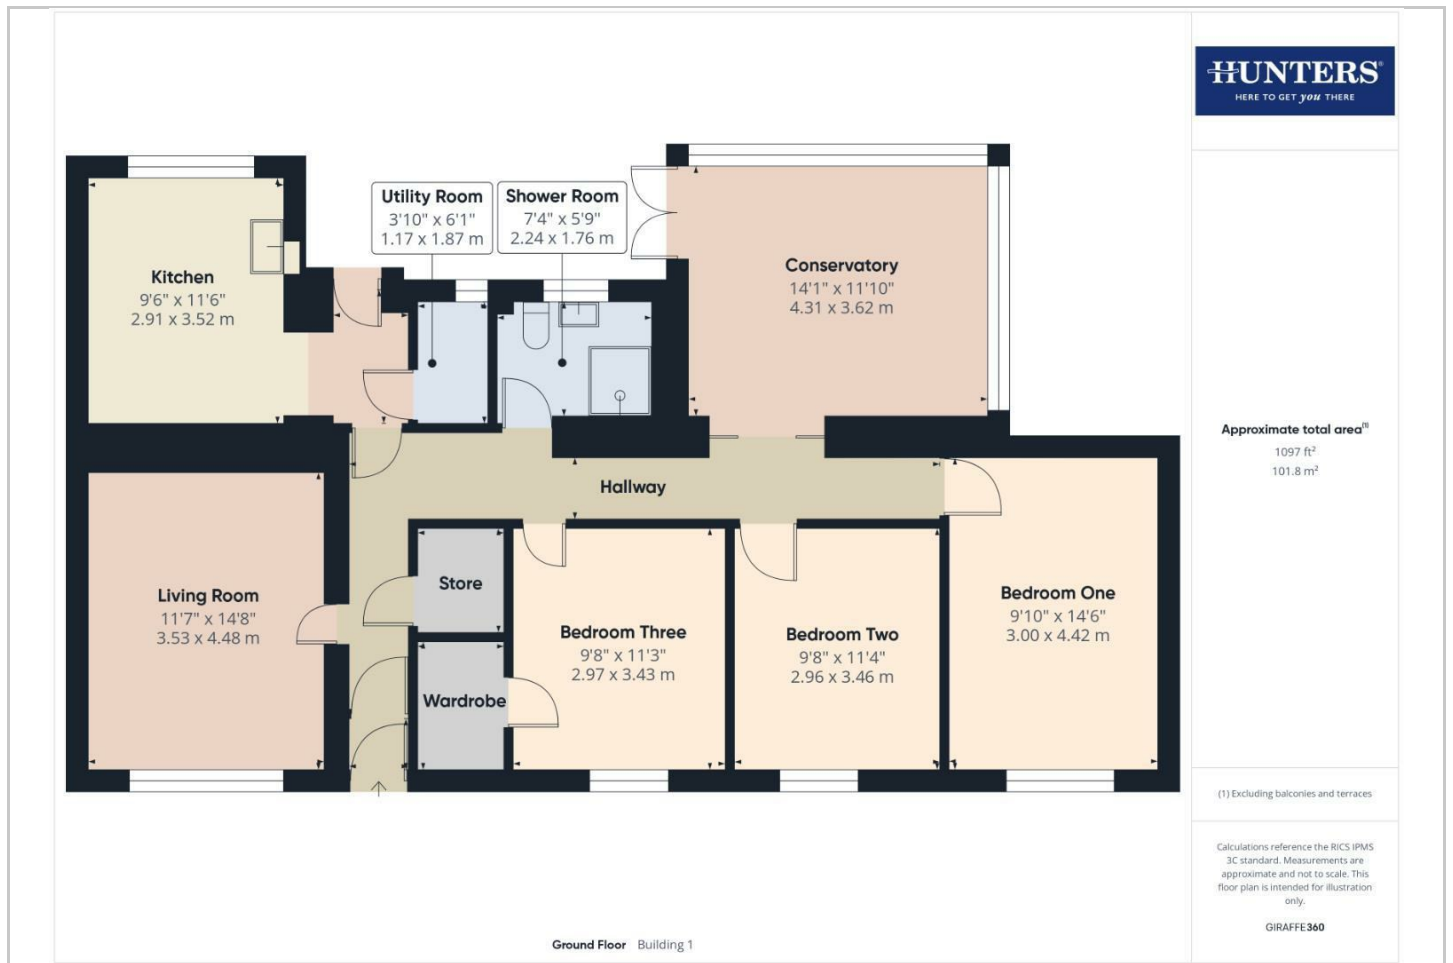 HUNTERS®
HERE TO GET you THERE
Utility Room
3'10" x 6'1"
1.17 x 1.87 m
Shower Room
7'4" x 5'9"
2.24 x 1.76 m
Kitchen
9'6" x 11'6"
2.91 x 3.52 m
Conservatory
14'1" x 11'10"
4.31 x 3.62 m
Hallway
Living Room
11'7" x 14'8"
3.53 x 4.48 m
Store
Wardrobe
Bedroom Three
9'8" x 11'3"
2.97 x 3.43 m
Bedroom Two
9'8" x 11'4"
2.96 x 3.46 m
Bedroom One
9'10" x 14'6"
3.00 x 4.42 m
Approximate total area(1)
1097 ft²
101.8 m²
(1) Excluding balconies and terraces
Calculations reference the RICS IPMS
3C standard. Measurements are
approximate and not to scale. This
floor plan is intended for illustration
only.
GIRAFFE360
Ground Floor Building 1